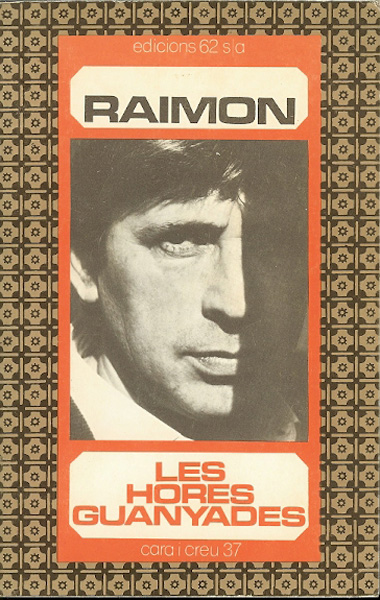 edicions 62 s|a
RAIMON
LES
HORES
GUANYADES
cara i creu 37